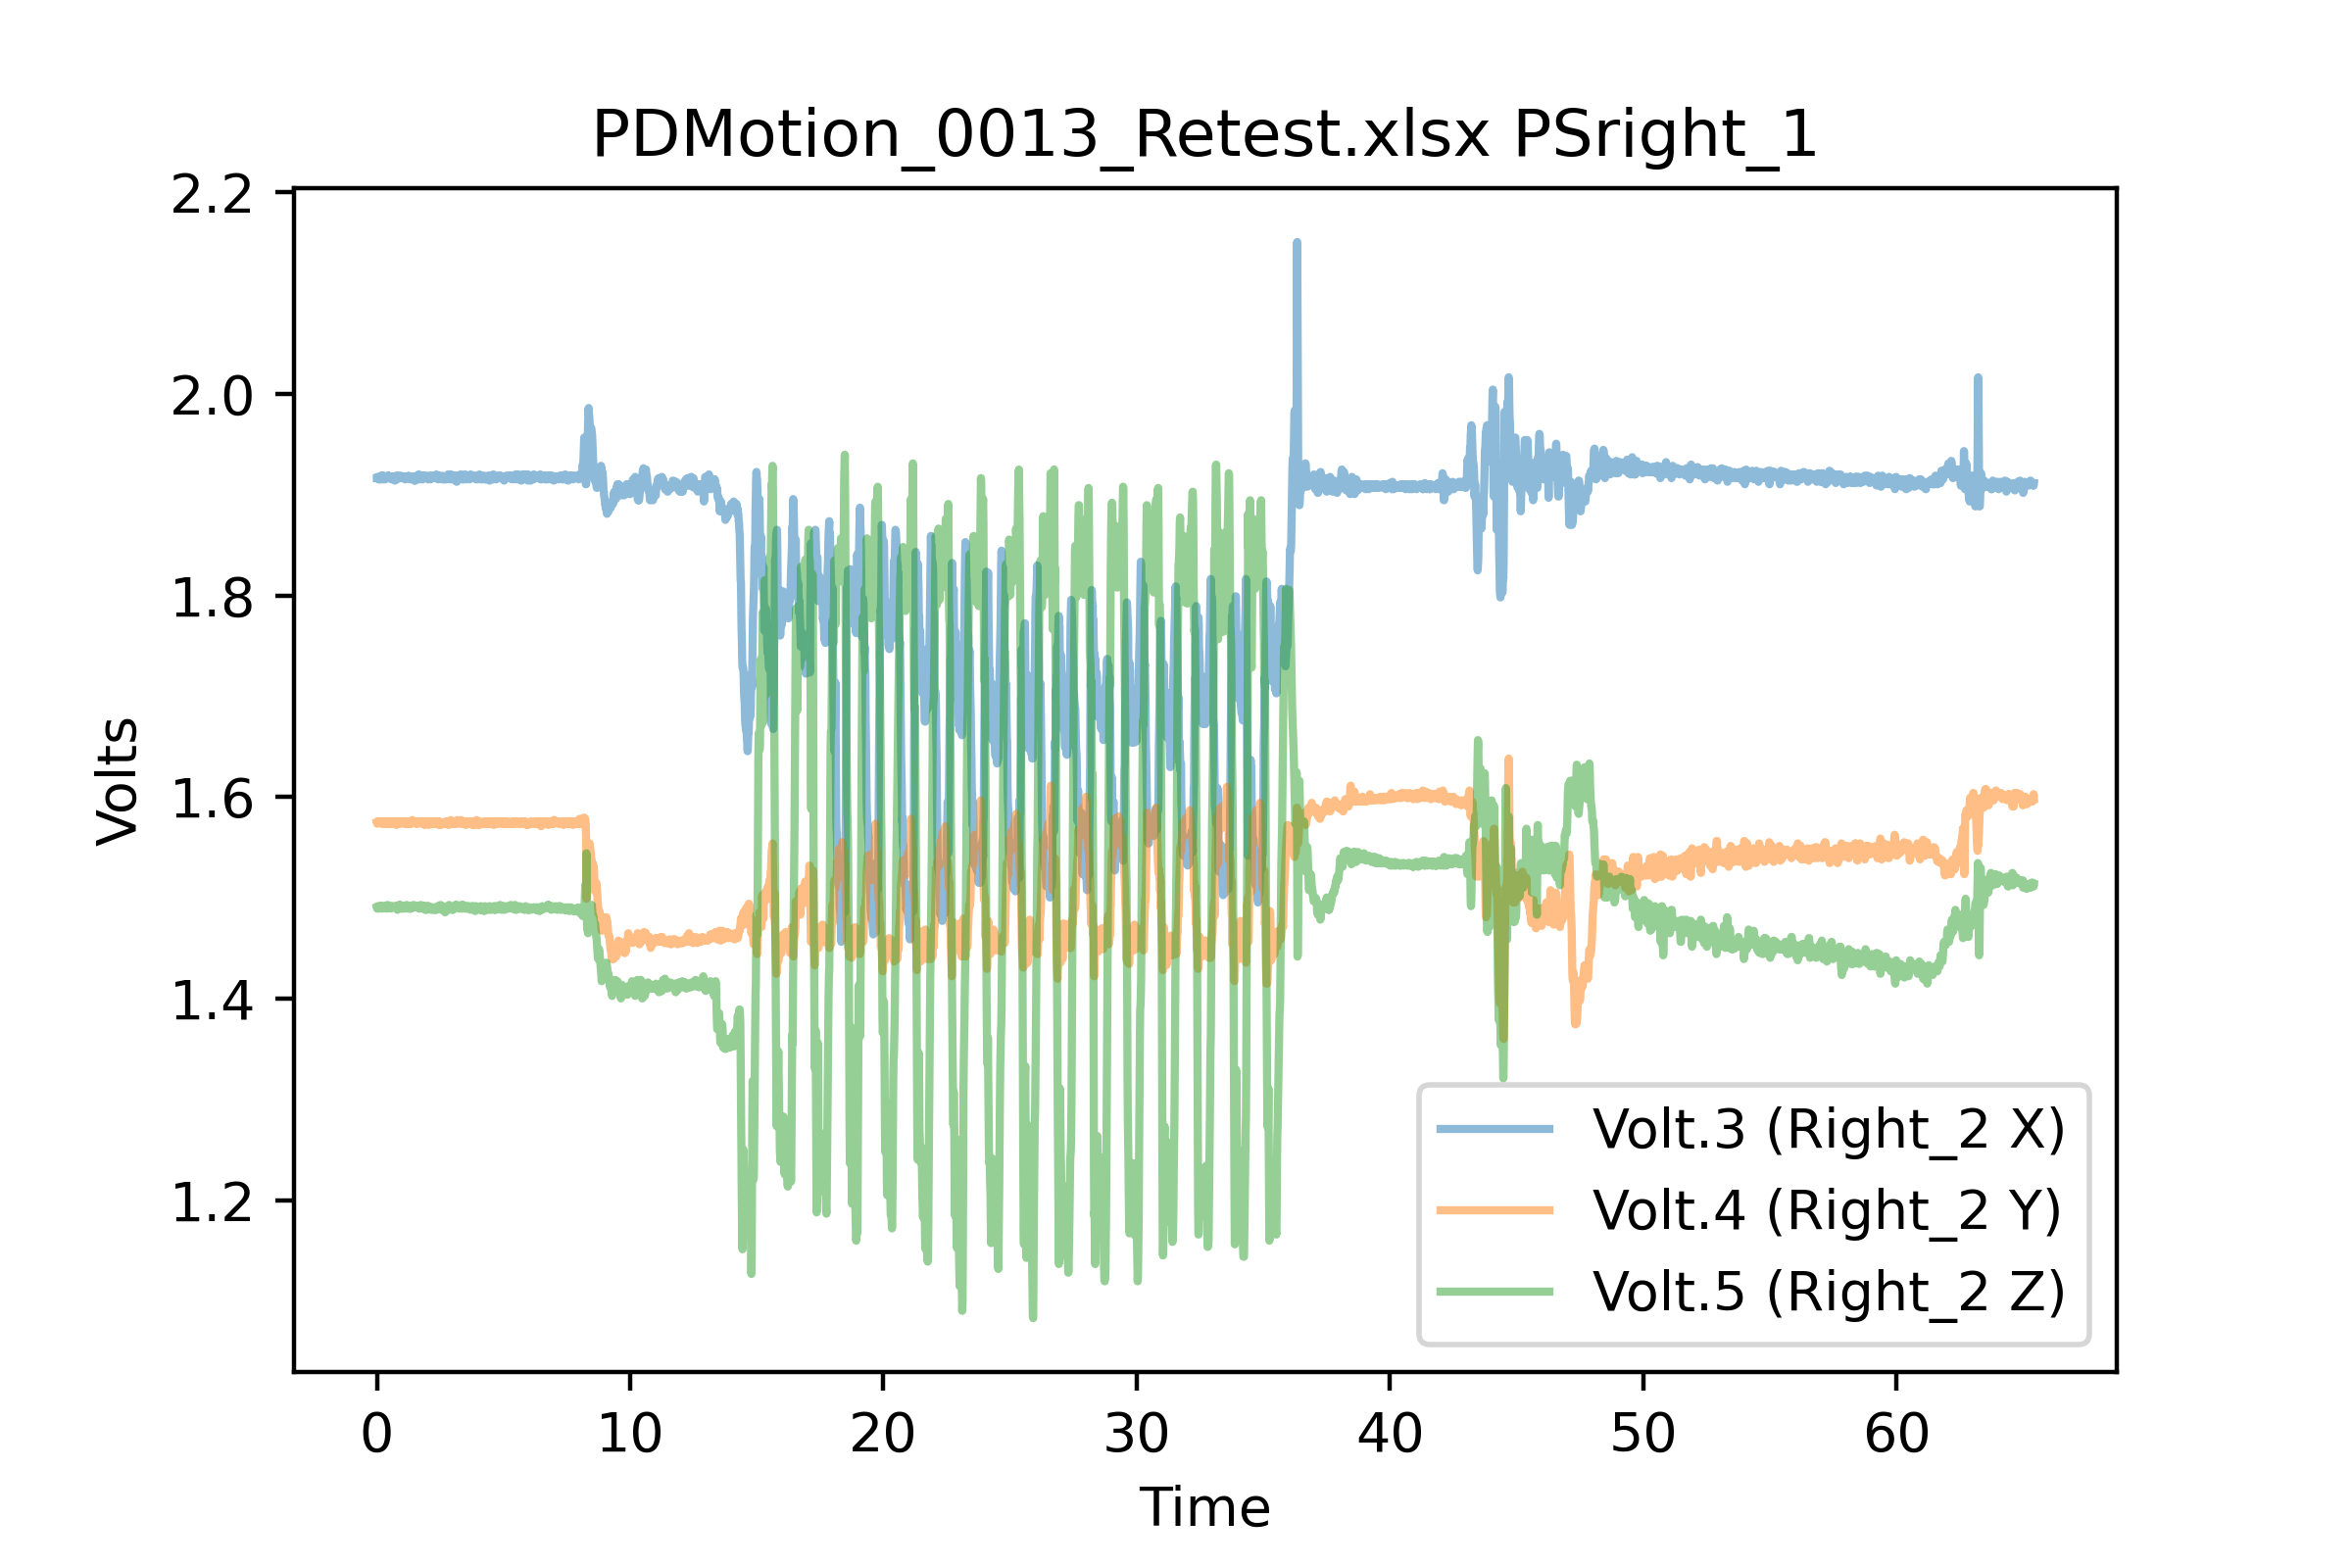 PDMotion_0013_Retest.xlsx PSright_1
2.2
2.0
1.8
1.6
1.4
1.2
Volts
0 10 20 30 40 50 60
Time
Volt.3 (Right_2 X)
Volt.4 (Right_2 Y)
Volt.5 (Right_2 Z)